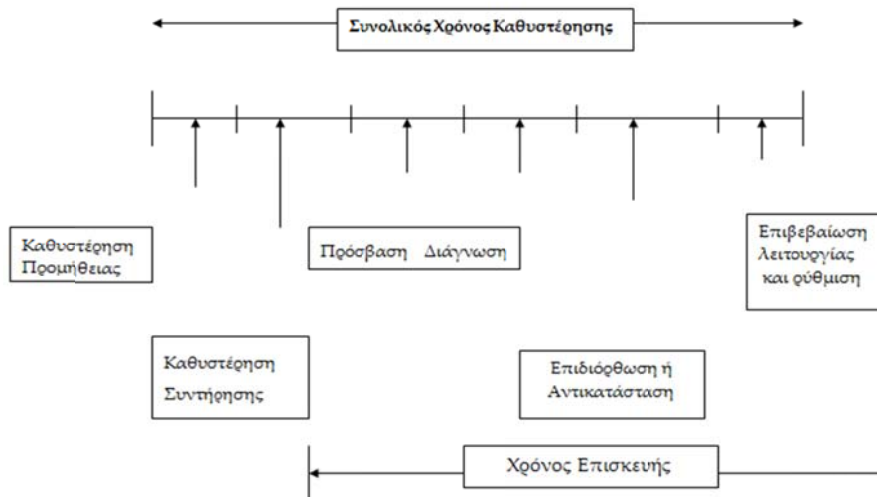 Συνολικός Χρόνος Καθυστέρησης
Καθυστέρηση
Προμήθειας
Πρόσβαση Διάγνωση
Επιβεβαίωση
λειτουργίας
και ρύθμιση
Καθυστέρηση
Συντήρησης
Επιδιόρθωση ή
Αντικατάσταση
Χρόνος Επισκευής